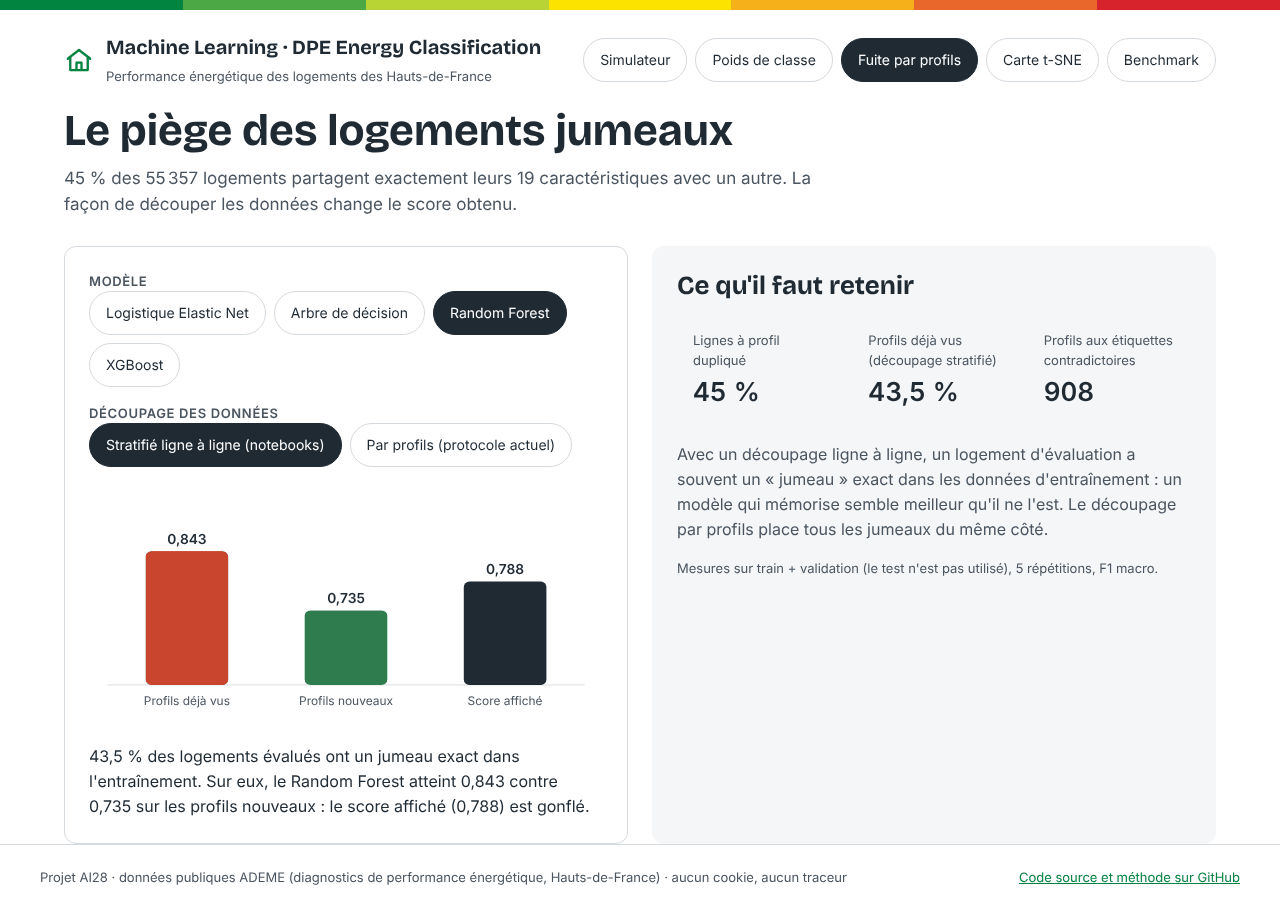 Machine Learning · DPE Energy Classification
Performance énergétique des logements des Hauts-de-France
Simulateur
Poids de classe
Fuite par profils
Carte t-SNE
Benchmark
Le piège des logements jumeaux
45 % des 55 357 logements partagent exactement leurs 19 caractéristiques avec un autre. La
façon de découper les données change le score obtenu.
MODÈLE
Logistique Elastic Net
Arbre de décision
Random Forest
XGBoost
DÉCOUPAGE DES DONNÉES
Stratifié ligne à ligne (notebooks)
Par profils (protocole actuel)
0,843
0,735
0,788
Profils déjà vus
Profils nouveaux
Score affiché
43,5 % des logements évalués ont un jumeau exact dans
l'entraînement. Sur eux, le Random Forest atteint 0,843 contre
0,735 sur les profils nouveaux : le score affiché (0,788) est gonflé.
Ce qu'il faut retenir
Lignes à profil
dupliqué
45 %
Profils déjà vus
(découpage stratifié)
43,5 %
Profils aux étiquettes
contradictoires
908
Avec un découpage ligne à ligne, un logement d'évaluation a
souvent un « jumeau » exact dans les données d'entraînement : un
modèle qui mémorise semble meilleur qu'il ne l'est. Le découpage
par profils place tous les jumeaux du même côté.
Mesures sur train + validation (le test n'est pas utilisé), 5 répétitions, F1 macro.
Projet AI28 · données publiques ADEME (diagnostics de performance énergétique, Hauts-de-France) · aucun cookie, aucun traceur
Code source et méthode sur GitHub